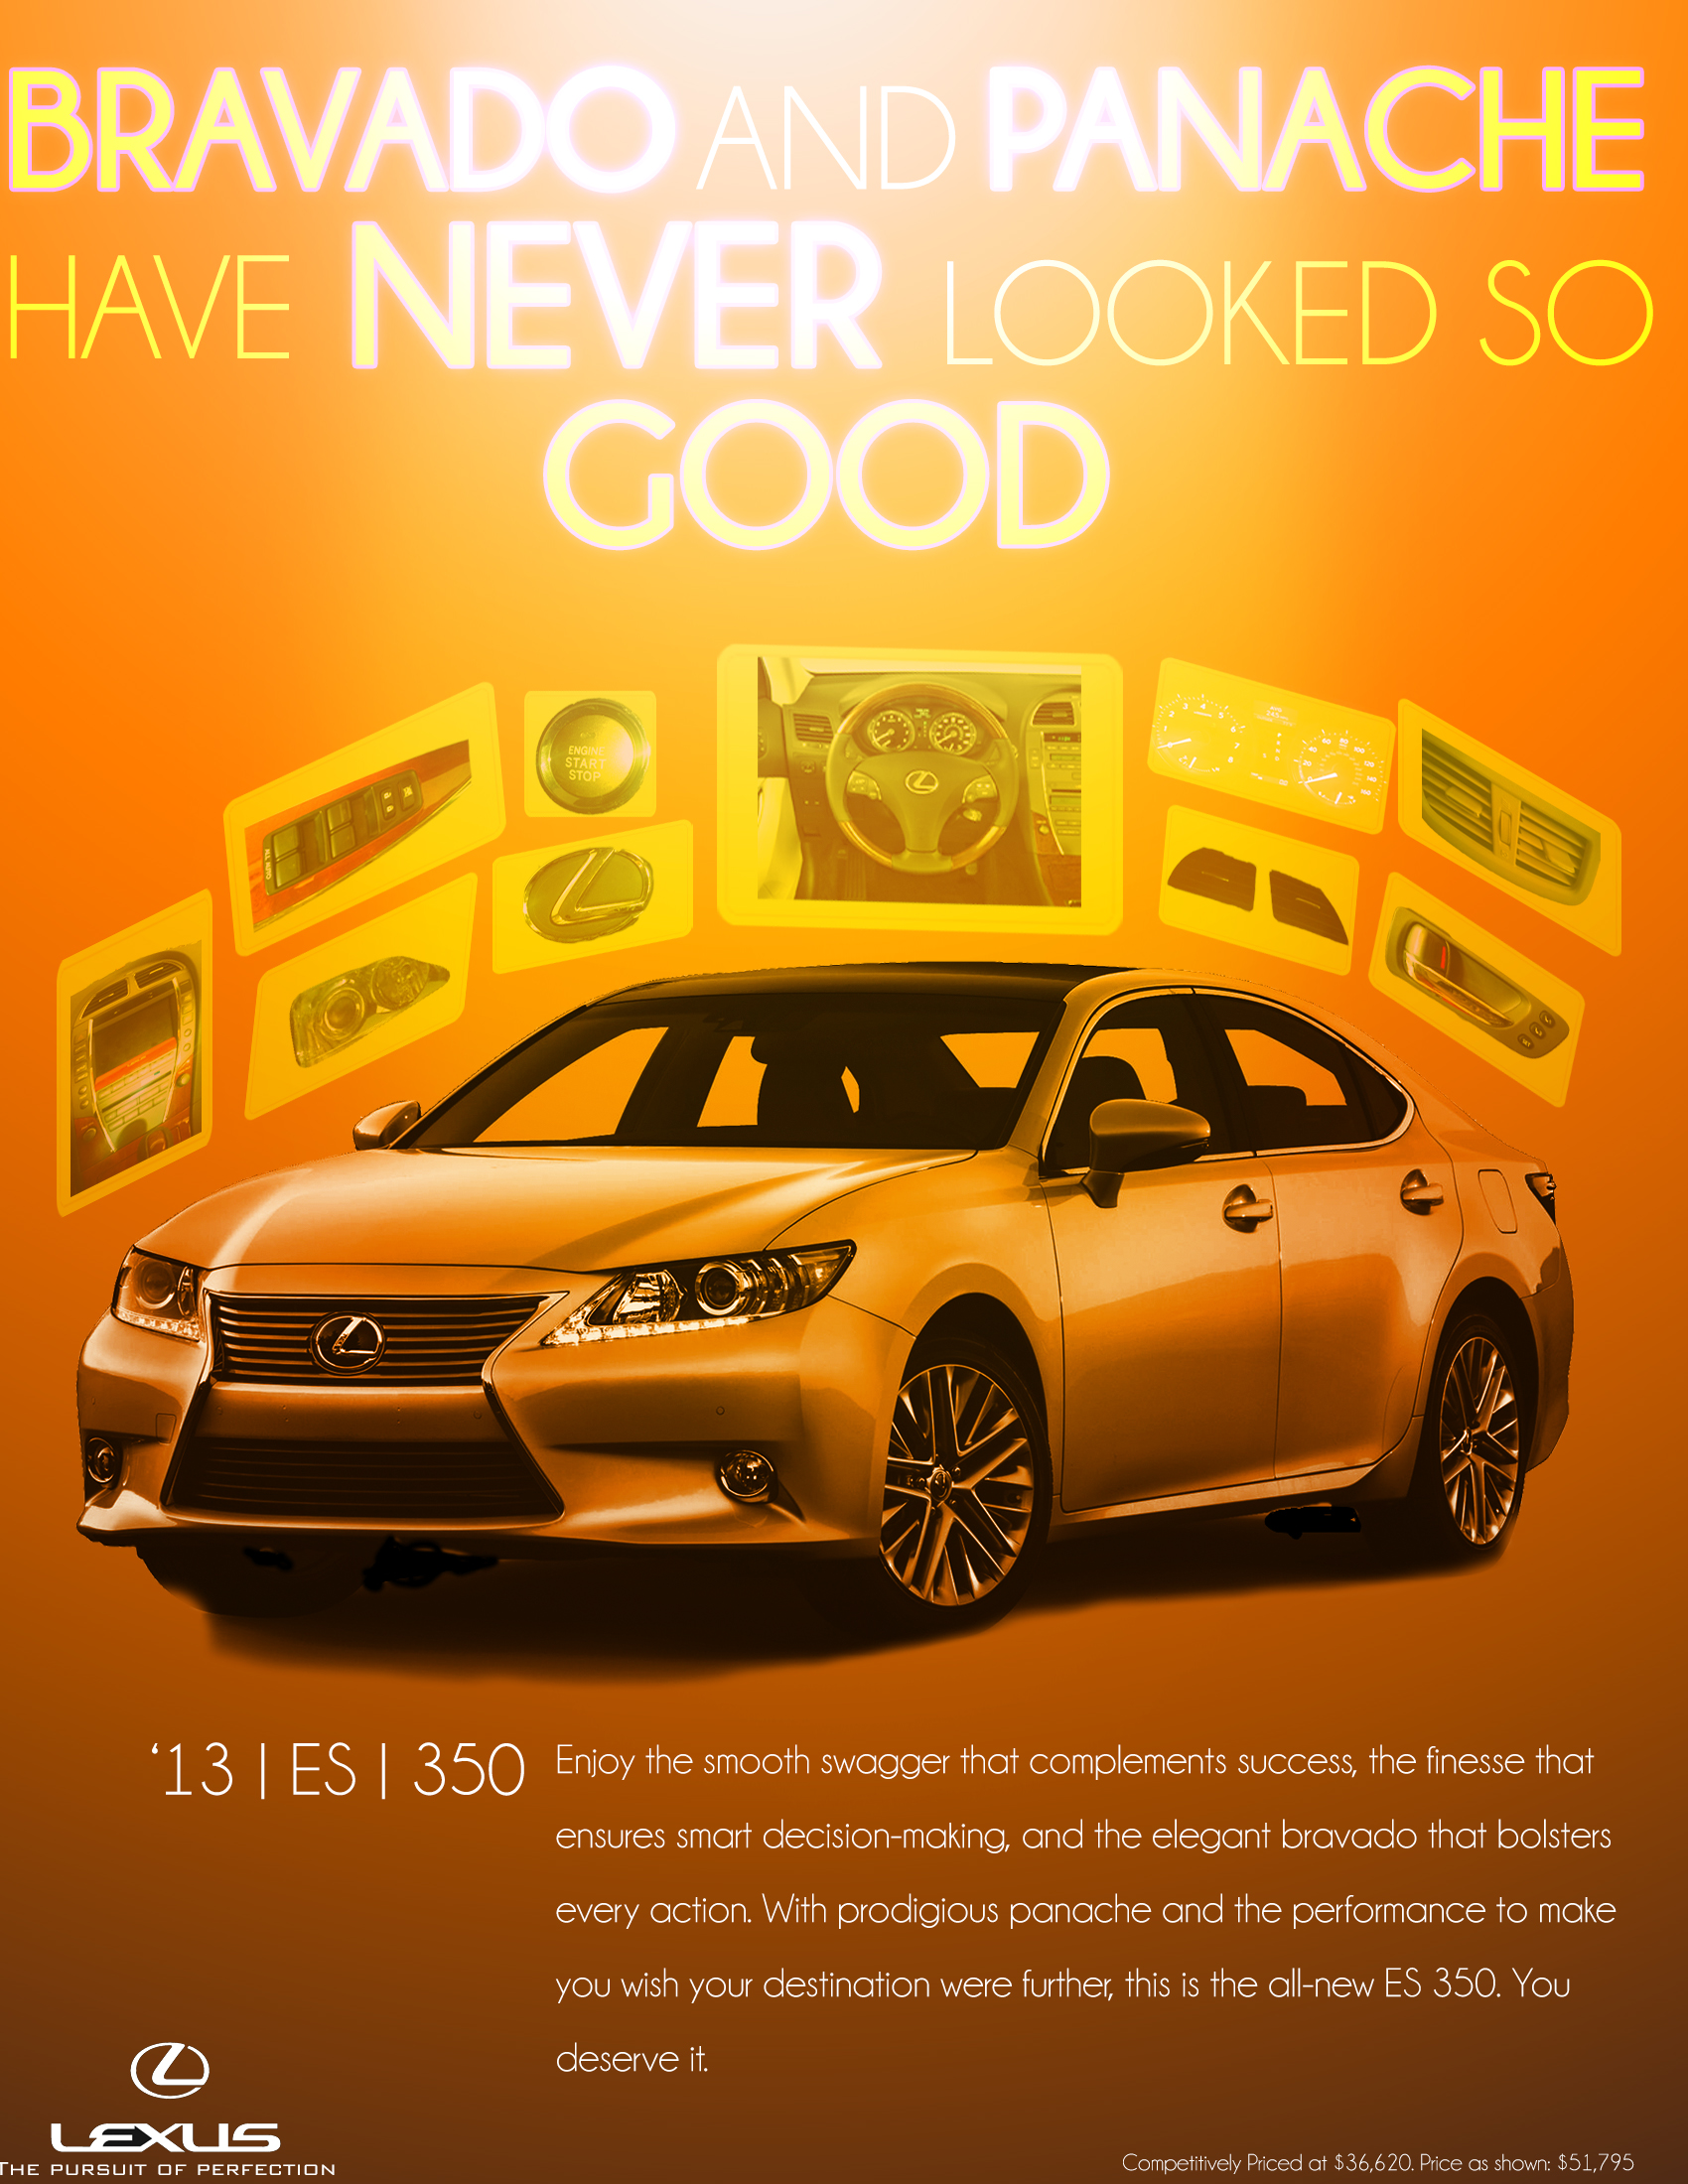 BRAVADO AND PANACHE
HAVE NEVER LOOKED SO
GOOD
ENGINE
START
STOP
'13 | ES | 350
Enjoy the smooth swagger that complements success, the finesse that
ensures smart decision-making, and the elegant bravado that bolsters
every action. With prodigious panache and the performance to make
you wish your destination were further, this is the all-new ES 350. You
deserve it.
LEXUS
THE PURSUIT OF PERFECTION
Competitively Priced at $36,620. Price as shown: $51,795